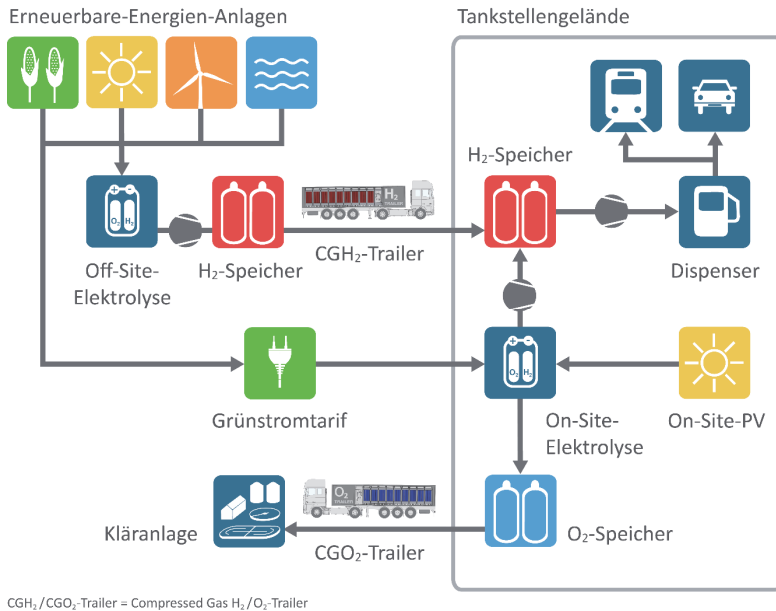 Erneuerbare-Energien-Anlagen
Tankstellengelände
H₂-Speicher
O₂ H₂
H₂
TRAILER
Off-Site-
Elektrolyse
H₂-Speicher
CGH₂-Trailer
Dispenser
O₂ H₂
Grünstromtarif
On-Site-
Elektrolyse
On-Site-PV
O₂
TRAILER
Kläranlage
CGO₂-Trailer
O₂-Speicher
CGH₂/CGO₂-Trailer = Compressed Gas H₂/O₂-Trailer